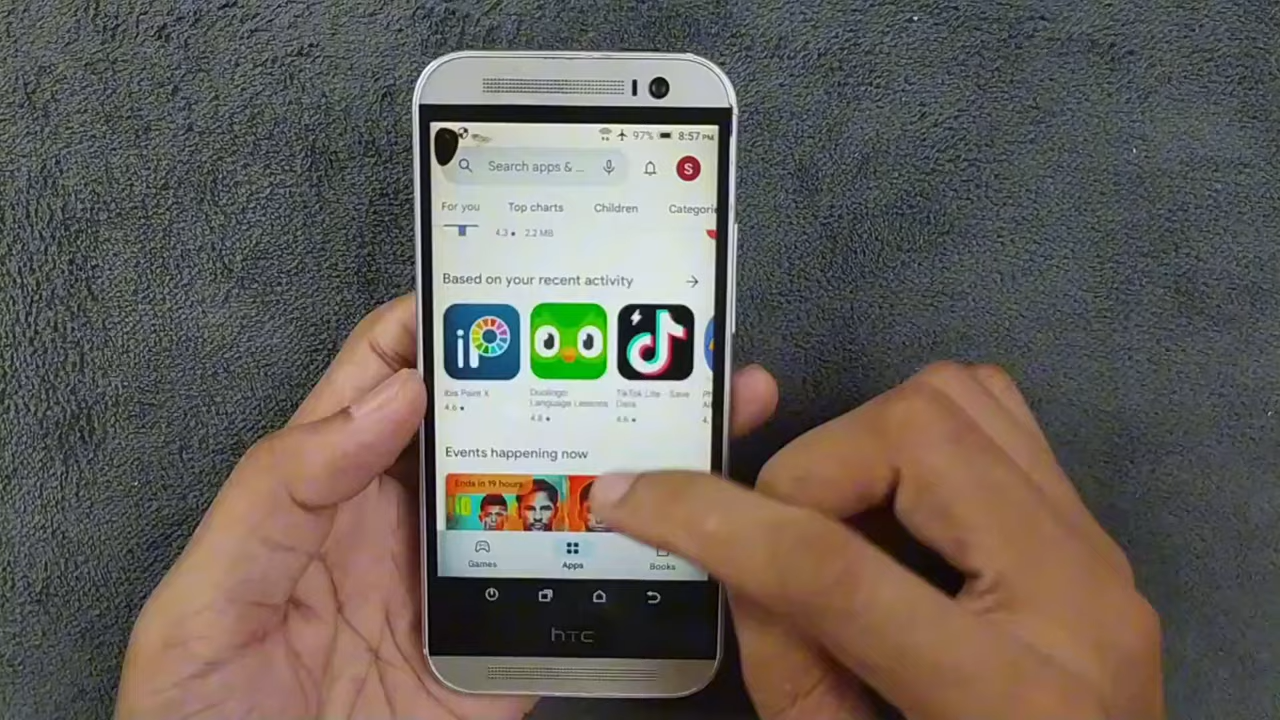 97% 8:57 PM
Search apps & ...
S
For you Top charts Children Categorie
4.3 ★ 2.2 MB
Based on your recent activity
iP
ibis Paint X
Duolingo
Language Lessons
TikTok Lite - Save
Data
4.6 ★
4.6 ★
4.
Events happening now
Ends in 19 hours
Games Apps Books
hTC